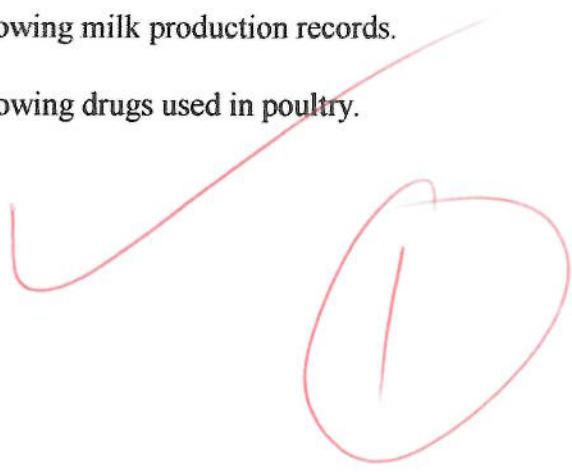 owing milk production records.
owing drugs used in poultry.
1